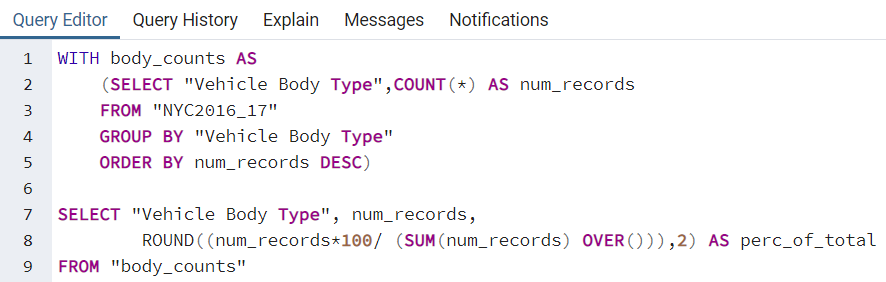 Query Editor Query History Explain Messages Notifications
1 WITH body_counts AS
2 (SELECT "Vehicle Body Type",COUNT(*) AS num_records
3 FROM "NYC2016_17"
4 GROUP BY "Vehicle Body Type"
5 ORDER BY num_records DESC)
6
7 SELECT "Vehicle Body Type", num_records,
8 ROUND((num_records*100/ (SUM(num_records) OVER())),2) AS perc_of_total
9 FROM "body_counts"